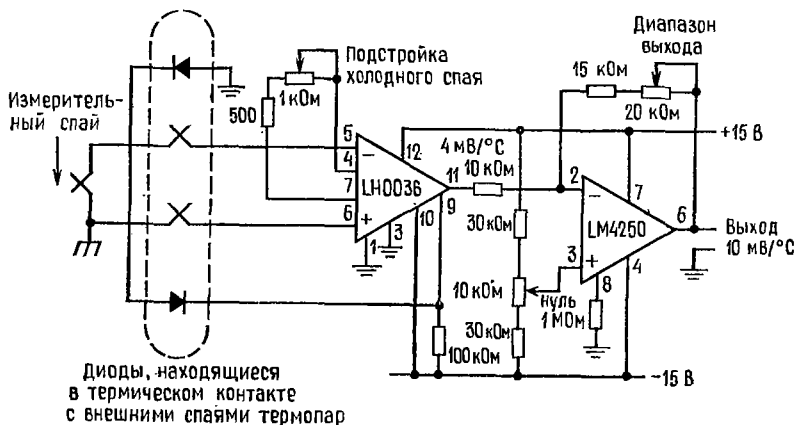 Диапазон
выхода
Подстройка
холодного спая
15 кОм
20 кОм
1 кОм
500
Измеритель-
ный спай
+15 В
5
4
7
6
12
4 мВ/°С
10 кОм
11
LH0036
10
9
1
3
2
7
6
LM4250
3
8
4
30 кОм
10 кОм
нуль
1 МОм
30 кОм
100 кОм
Выход
10 мВ/°С
−15 В
Диоды, находящиеся
в термическом контакте
с внешними спаями термопар